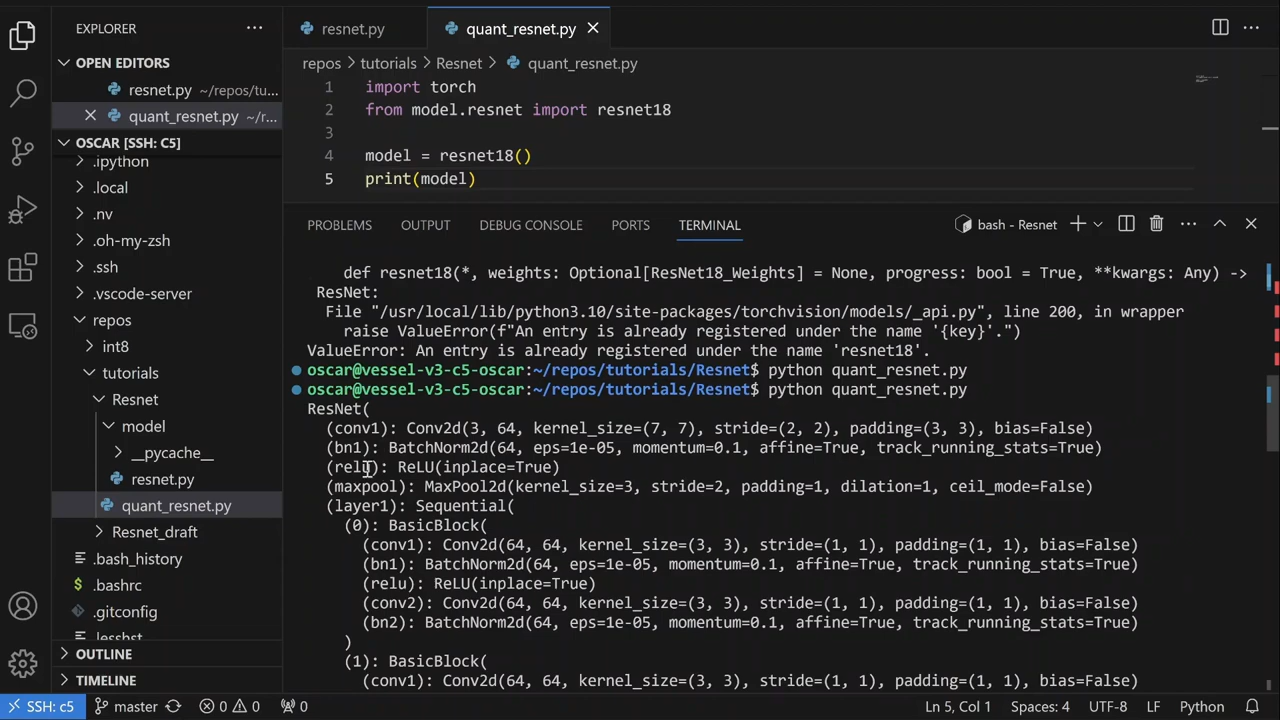 EXPLORER
OPEN EDITORS
resnet.py ~/repos/tu...
quant_resnet.py ~/r...
OSCAR [SSH: C5]
.ipython
.local
.nv
.oh-my-zsh
.ssh
.vscode-server
repos
int8
tutorials
Resnet
model
__pycache__
resnet.py
quant_resnet.py
Resnet_draft
.bash_history
.bashrc
.gitconfig
.lesshst
OUTLINE
TIMELINE
resnet.py
quant_resnet.py
repos > tutorials > Resnet > quant_resnet.py
1 import torch
2 from model.resnet import resnet18
3
4 model = resnet18()
5 print(model)
PROBLEMS OUTPUT DEBUG CONSOLE PORTS TERMINAL bash - Resnet
def resnet18(*, weights: Optional[ResNet18_Weights] = None, progress: bool = True, **kwargs: Any) ->
ResNet:
File "/usr/local/lib/python3.10/site-packages/torchvision/models/_api.py", line 200, in wrapper
raise ValueError(f"An entry is already registered under the name '{key}'.")
ValueError: An entry is already registered under the name 'resnet18'.
oscar@vessel-v3-c5-oscar:~/repos/tutorials/Resnet$ python quant_resnet.py
oscar@vessel-v3-c5-oscar:~/repos/tutorials/Resnet$ python quant_resnet.py
ResNet(
(conv1): Conv2d(3, 64, kernel_size=(7, 7), stride=(2, 2), padding=(3, 3), bias=False)
(bn1): BatchNorm2d(64, eps=1e-05, momentum=0.1, affine=True, track_running_stats=True)
(relu): ReLU(inplace=True)
(maxpool): MaxPool2d(kernel_size=3, stride=2, padding=1, dilation=1, ceil_mode=False)
(layer1): Sequential(
(0): BasicBlock(
(conv1): Conv2d(64, 64, kernel_size=(3, 3), stride=(1, 1), padding=(1, 1), bias=False)
(bn1): BatchNorm2d(64, eps=1e-05, momentum=0.1, affine=True, track_running_stats=True)
(relu): ReLU(inplace=True)
(conv2): Conv2d(64, 64, kernel_size=(3, 3), stride=(1, 1), padding=(1, 1), bias=False)
(bn2): BatchNorm2d(64, eps=1e-05, momentum=0.1, affine=True, track_running_stats=True)
)
(1): BasicBlock(
(conv1): Conv2d(64, 64, kernel_size=(3, 3), stride=(1, 1), padding=(1, 1), bias=False)
SSH: c5 master 0 0 0 Ln 5, Col 1 Spaces: 4 UTF-8 LF Python